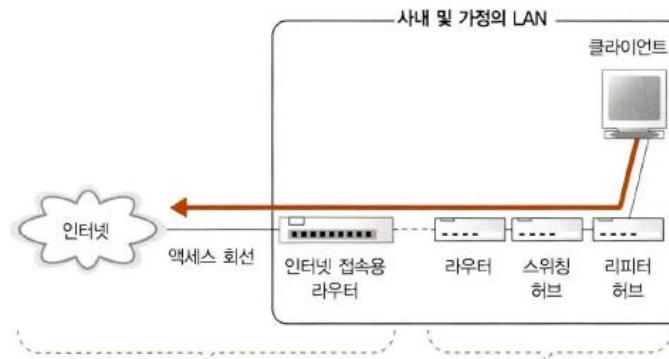 사내 및 가정의 LAN
클라이언트
인터넷
액세스 회선
인터넷 접속용
라우터
라우터
스위칭
허브
리피터
허브